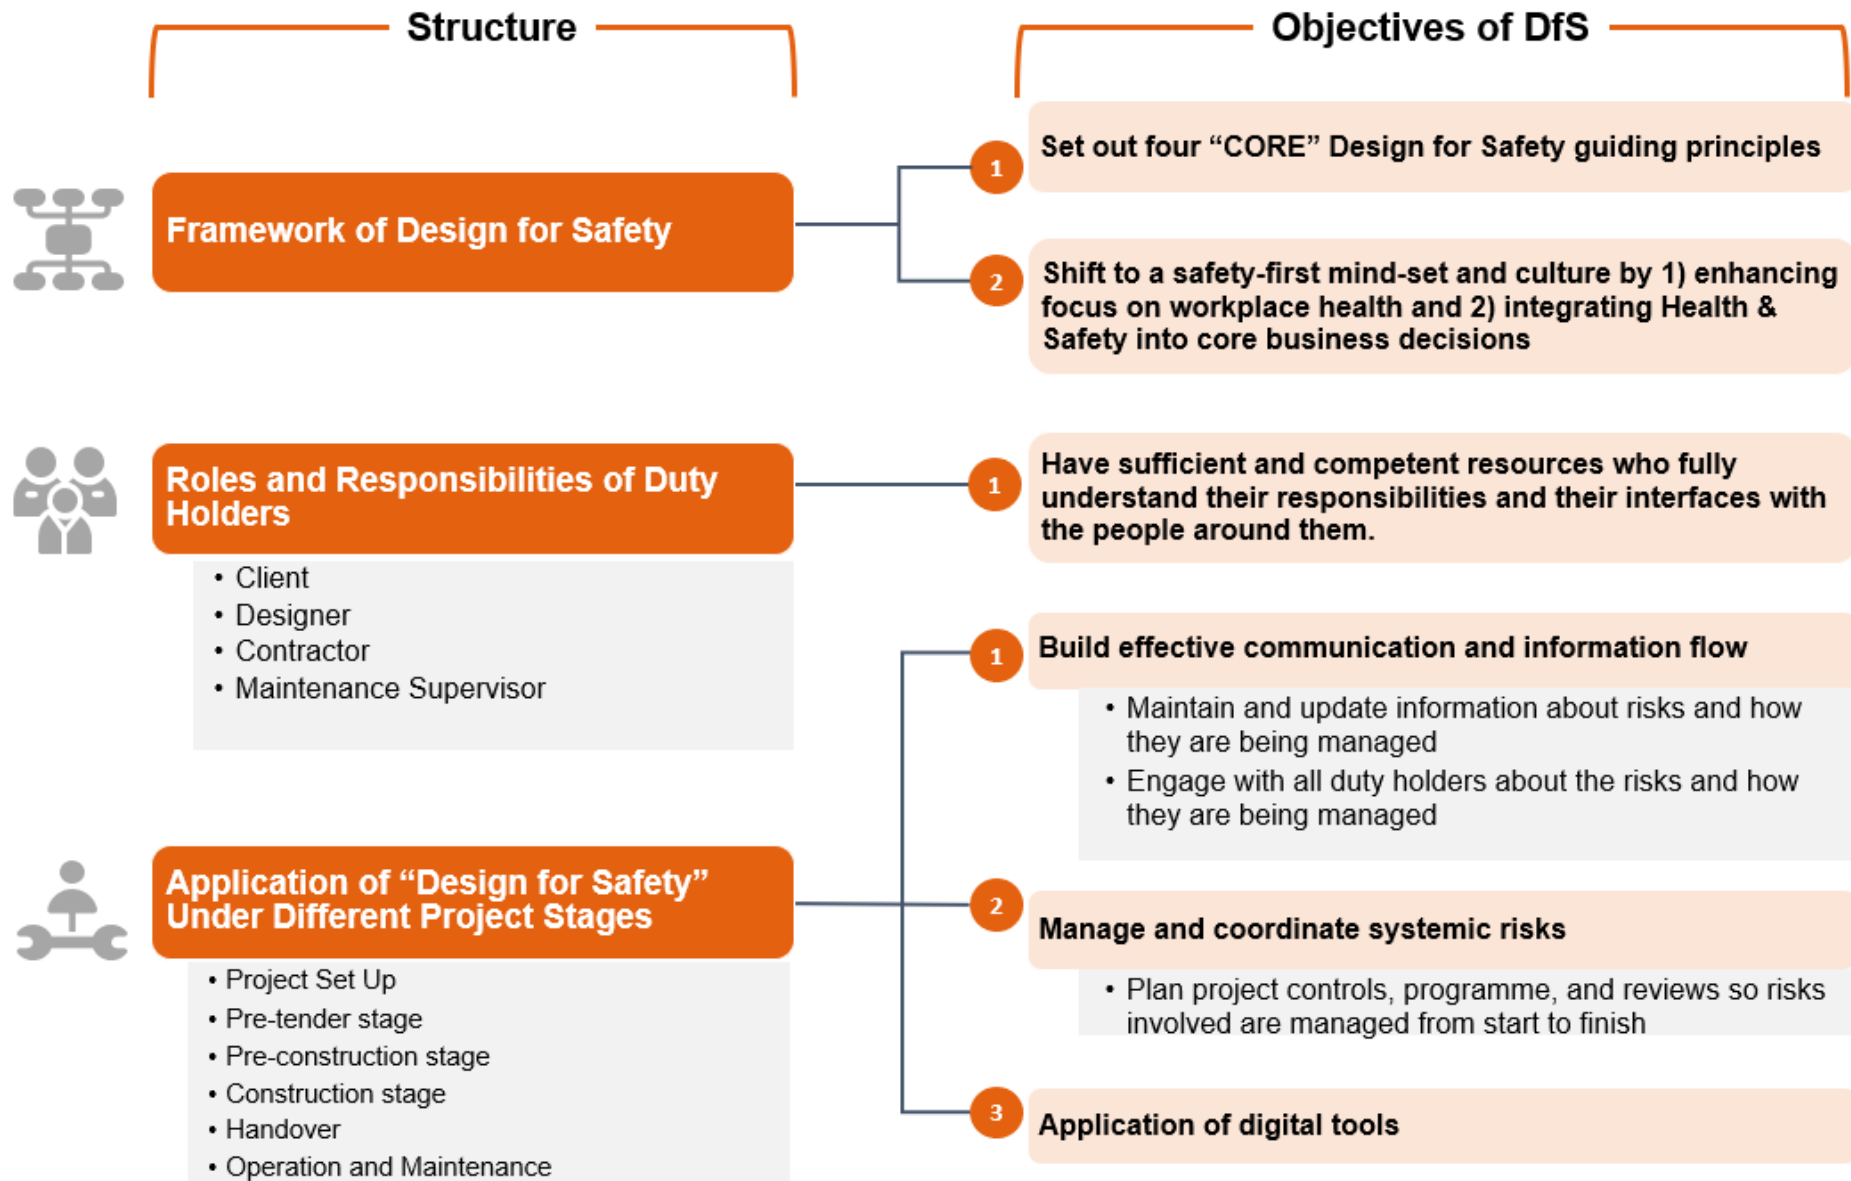 Structure
Objectives of DfS
Framework of Design for Safety
1
Set out four “CORE” Design for Safety guiding principles
2
Shift to a safety-first mind-set and culture by 1) enhancing
focus on workplace health and 2) integrating Health &
Safety into core business decisions
Roles and Responsibilities of Duty
Holders
• Client
• Designer
• Contractor
• Maintenance Supervisor
1
Have sufficient and competent resources who fully
understand their responsibilities and their interfaces with
the people around them.
Application of “Design for Safety”
Under Different Project Stages
• Project Set Up
• Pre-tender stage
• Pre-construction stage
• Construction stage
• Handover
• Operation and Maintenance
1
Build effective communication and information flow
• Maintain and update information about risks and how
they are being managed
• Engage with all duty holders about the risks and how
they are being managed
2
Manage and coordinate systemic risks
• Plan project controls, programme, and reviews so risks
involved are managed from start to finish
3
Application of digital tools